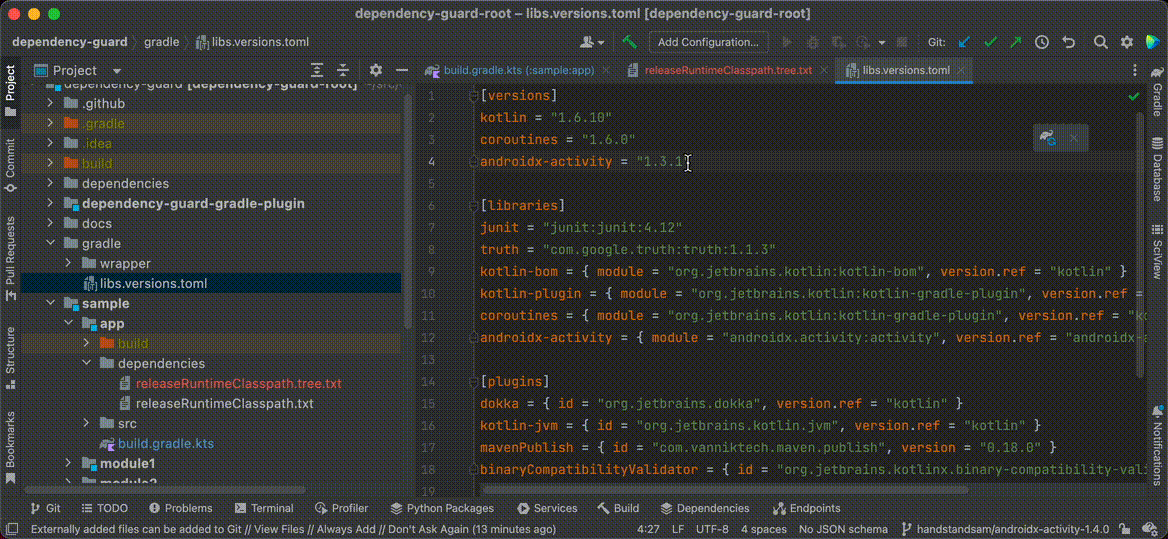 dependency-guard-root – libs.versions.toml [dependency-guard-root]
dependency-guard gradle libs.versions.toml Add Configuration... Git:
Project build.gradle.kts (:sample:app) releaseRuntimeClasspath.tree.txt libs.versions.toml
dependency-guard [dependency-guard-root] ~/src/
.github
.gradle
.idea
build
dependencies
dependency-guard-gradle-plugin
docs
gradle
wrapper
libs.versions.toml
sample
app
build
dependencies
releaseRuntimeClasspath.tree.txt
releaseRuntimeClasspath.txt
src
build.gradle.kts
module1
module2
1 [versions]
2 kotlin = "1.6.10"
3 coroutines = "1.6.0"
4 androidx-activity = "1.3.1"
5
6 [libraries]
7 junit = "junit:junit:4.12"
8 truth = "com.google.truth:truth:1.1.3"
9 kotlin-bom = { module = "org.jetbrains.kotlin:kotlin-bom", version.ref = "kotlin" }
10 kotlin-plugin = { module = "org.jetbrains.kotlin:kotlin-gradle-plugin", version.ref =
11 coroutines = { module = "org.jetbrains.kotlin:kotlin-gradle-plugin", version.ref = "ko
12 androidx-activity = { module = "androidx.activity:activity", version.ref = "androidx-a
13
14 [plugins]
15 dokka = { id = "org.jetbrains.dokka", version.ref = "kotlin" }
16 kotlin-jvm = { id = "org.jetbrains.kotlin.jvm", version.ref = "kotlin" }
17 mavenPublish = { id = "com.vanniktech.maven.publish", version = "0.18.0" }
18 binaryCompatibilityValidator = { id = "org.jetbrains.kotlinx.binary-compatibility-vali
19
Project
Commit
Pull Requests
Structure
Bookmarks
Gradle
Database
SciView
Notifications
Git TODO Problems Terminal Profiler Python Packages Services Build Dependencies Endpoints
Externally added files can be added to Git // View Files // Always Add // Don't Ask Again (13 minutes ago) 4:27 LF UTF-8 4 spaces No JSON schema handstandsam/androidx-activity-1.4.0